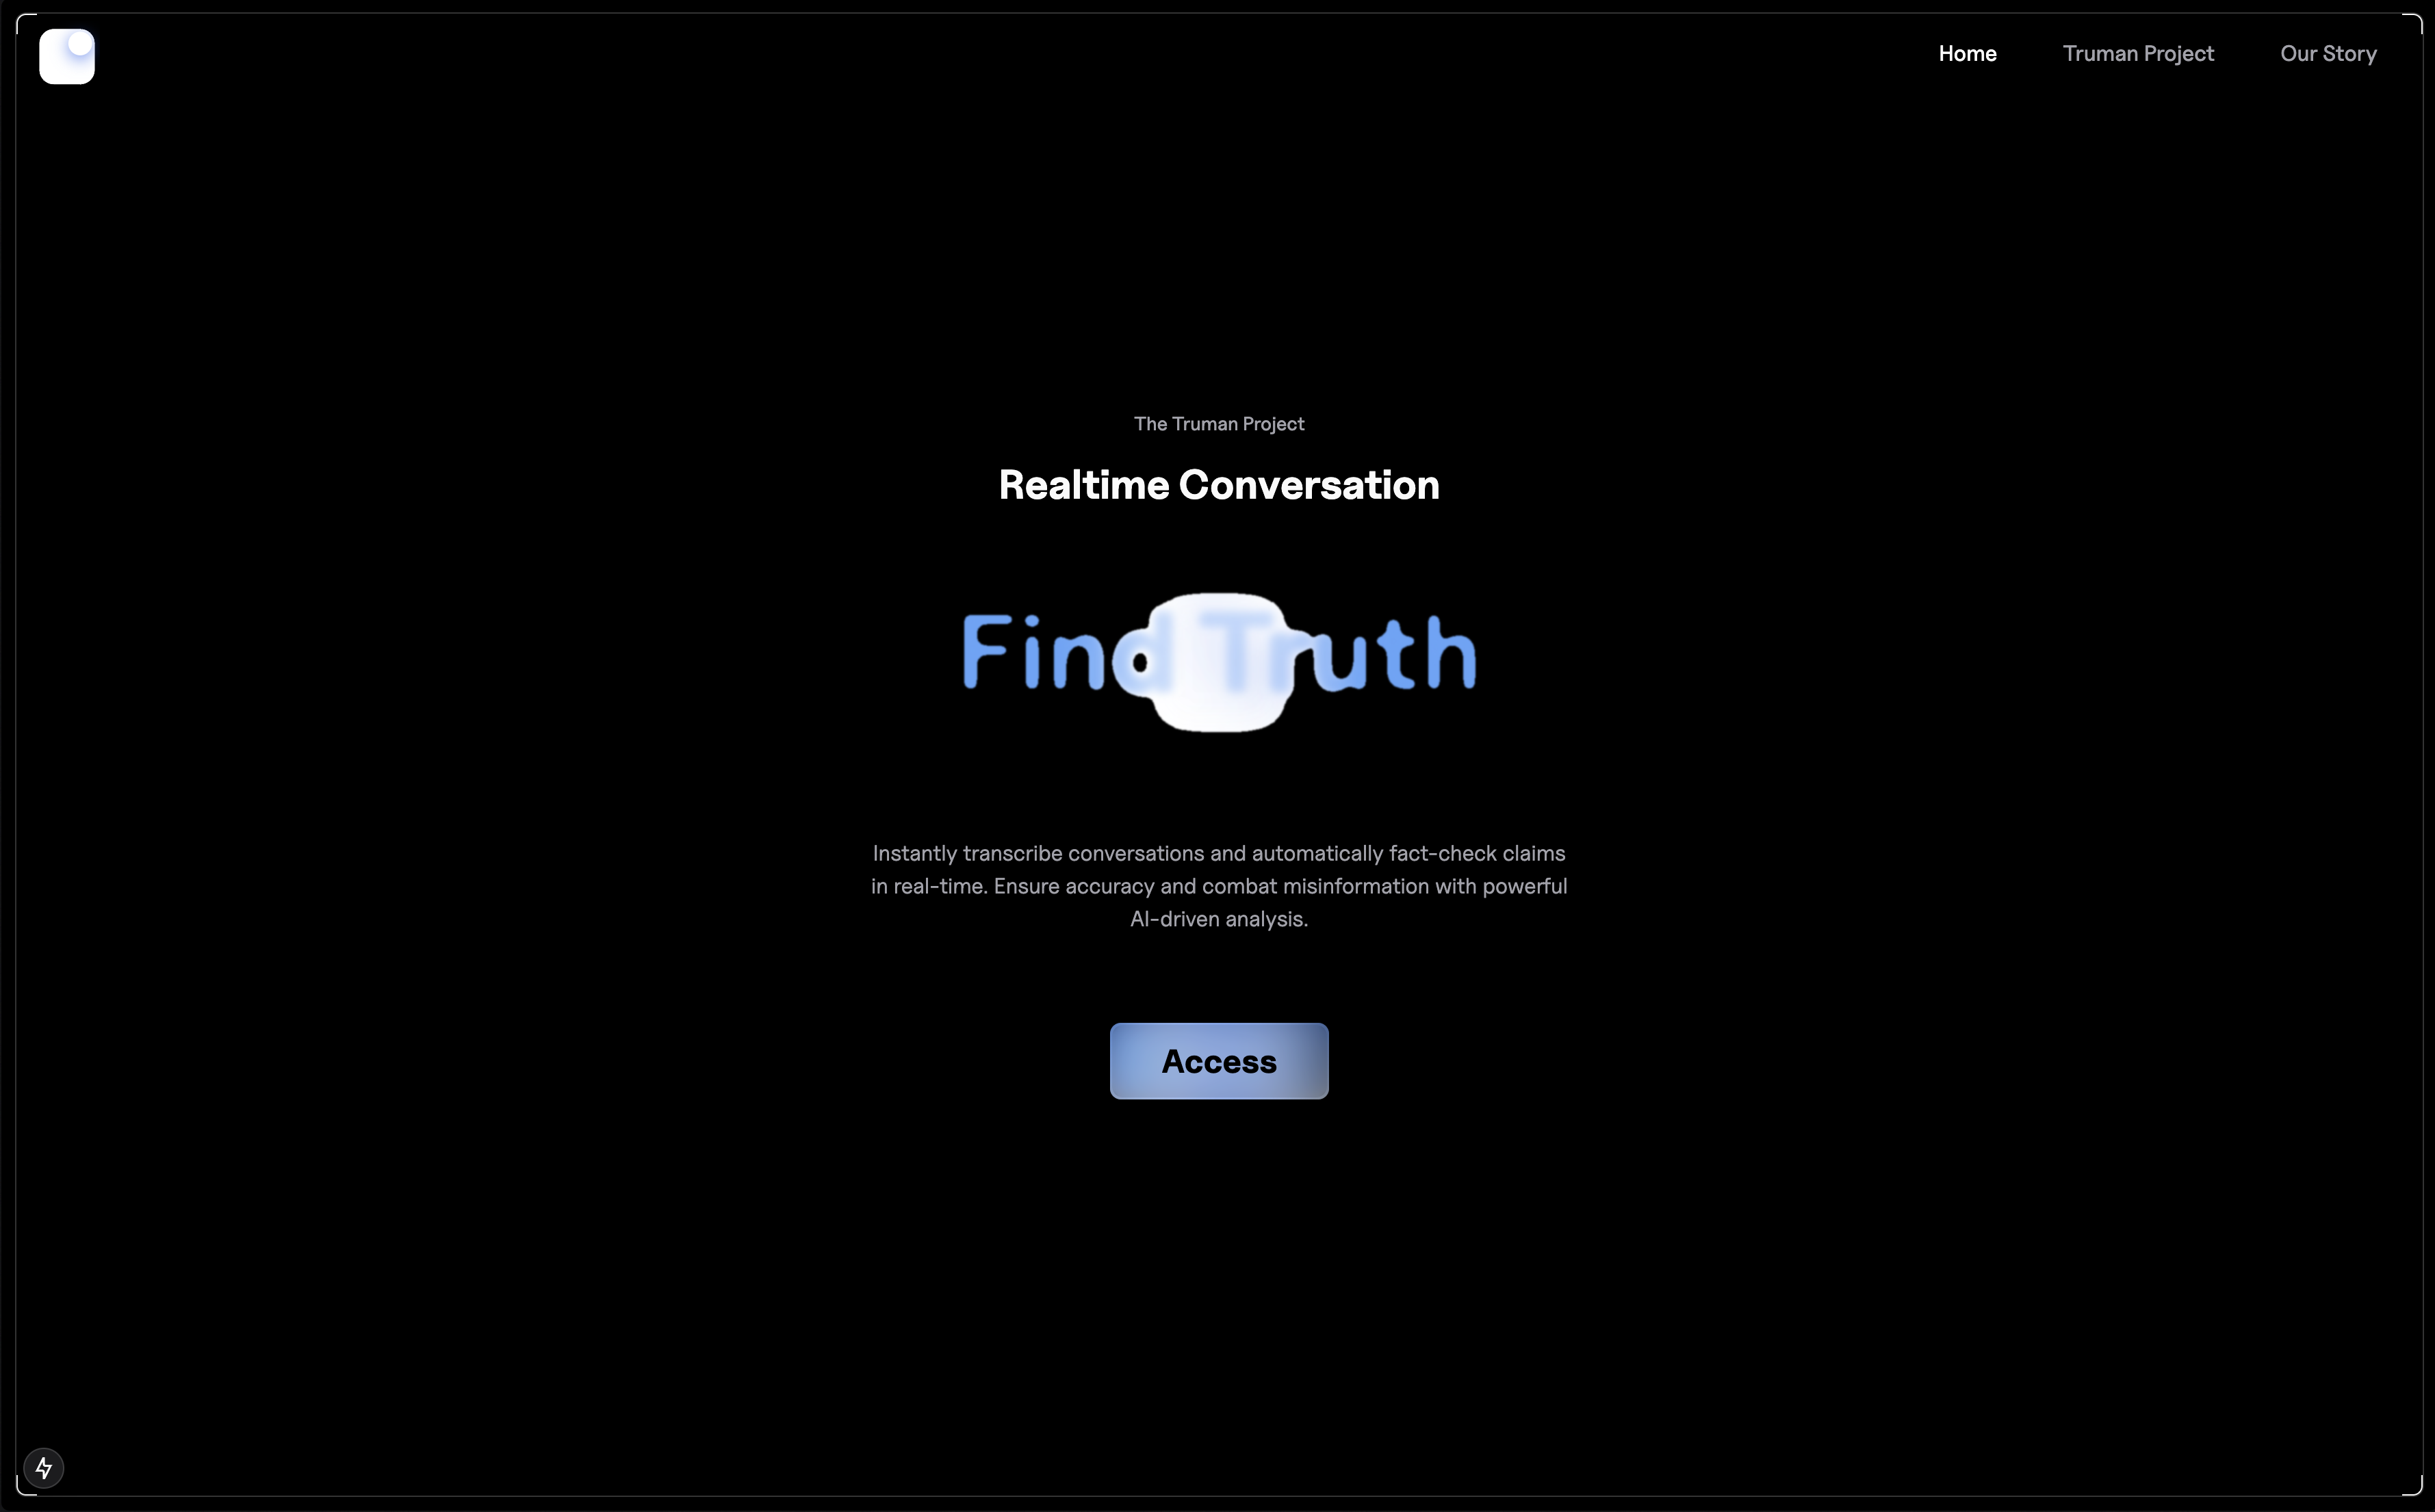 Home Truman Project Our Story
The Truman Project
Realtime Conversation
Find Truth
Instantly transcribe conversations and automatically fact-check claims
in real-time. Ensure accuracy and combat misinformation with powerful
AI-driven analysis.
Access